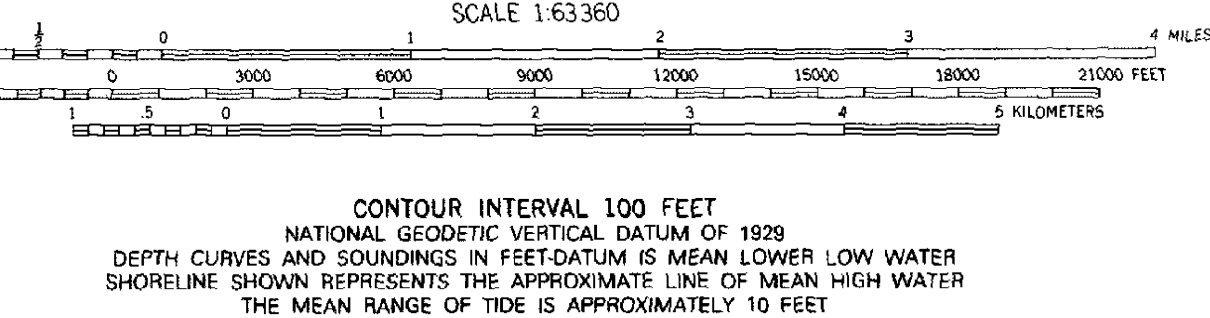 SCALE 1:63360
1/2 0 1 2 3 4 MILES
0 3000 6000 9000 12000 15000 18000 21000 FEET
1 .5 0 1 2 3 4 5 KILOMETERS
CONTOUR INTERVAL 100 FEET
NATIONAL GEODETIC VERTICAL DATUM OF 1929
DEPTH CURVES AND SOUNDINGS IN FEET-DATUM IS MEAN LOWER LOW WATER
SHORELINE SHOWN REPRESENTS THE APPROXIMATE LINE OF MEAN HIGH WATER
THE MEAN RANGE OF TIDE IS APPROXIMATELY 10 FEET